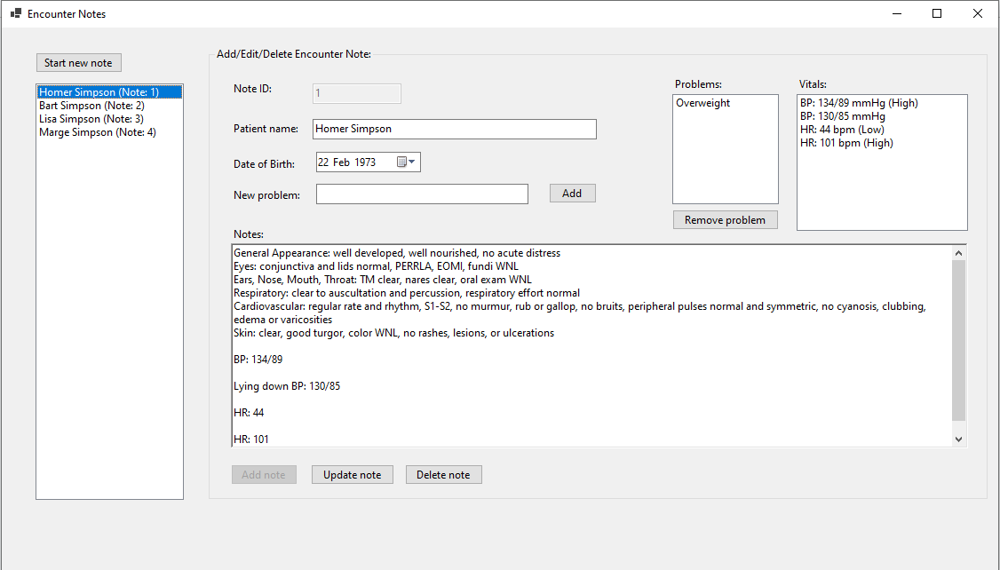 Encounter Notes
Start new note
Homer Simpson (Note: 1)
Bart Simpson (Note: 2)
Lisa Simpson (Note: 3)
Marge Simpson (Note: 4)
Add/Edit/Delete Encounter Note:
Note ID:
1
Patient name:
Homer Simpson
Date of Birth:
22 Feb 1973
New problem:
Add
Problems:
Overweight
Remove problem
Vitals:
BP: 134/89 mmHg (High)
BP: 130/85 mmHg
HR: 44 bpm (Low)
HR: 101 bpm (High)
Notes:
General Appearance: well developed, well nourished, no acute distress
Eyes: conjunctiva and lids normal, PERRLA, EOMI, fundi WNL
Ears, Nose, Mouth, Throat: TM clear, nares clear, oral exam WNL
Respiratory: clear to auscultation and percussion, respiratory effort normal
Cardiovascular: regular rate and rhythm, S1-S2, no murmur, rub or gallop, no bruits, peripheral pulses normal and symmetric, no cyanosis, clubbing,
edema or varicosities
Skin: clear, good turgor, color WNL, no rashes, lesions, or ulcerations
BP: 134/89
Lying down BP: 130/85
HR: 44
HR: 101
Add note
Update note
Delete note